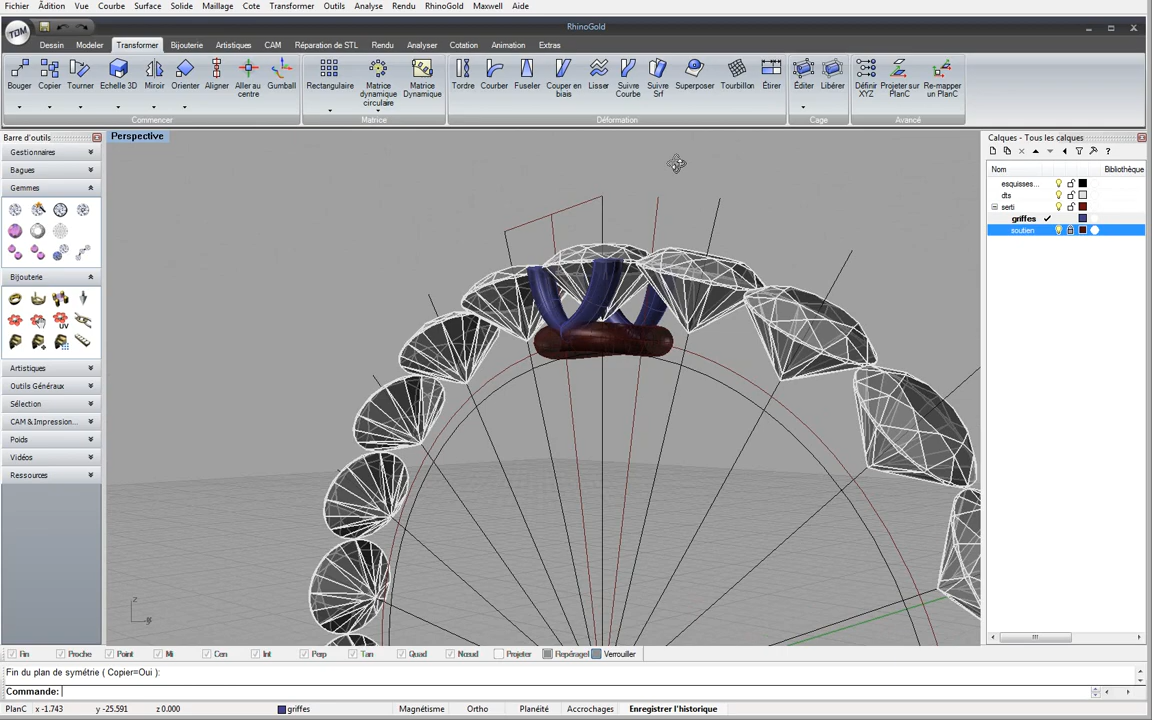 Fichier Âdition Vue Courbe Surface Solide Maillage Cote Transformer Outils Analyse Rendu RhinoGold Maxwell Aide
TDM
RhinoGold
Dessin Modeler Transformer Bijouterie Artistiques CAM Réparation de STL Rendu Analyser Cotation Animation Extras
Bouger Copier Tourner Echelle 3D Miroir Orienter Aligner Aller au centre Gumball Rectangulaire Matrice dynamique circulaire Matrice Dynamique Tordre Courber Fuseler Couper en biais Lisser Suivre Courbe Suivre Srf Superposer Tourbillon Étirer Éditer Libérer Définir XYZ Projeter sur PlanC Re-mapper un PlanC
Commencer Matrice Déformation Cage Avancé
Barre d'outils
Gestionnaires
Bagues
Gemmes
Bijouterie
UV
Artistiques
Outils Généraux
Sélection
CAM & Impression...
Poids
Vidéos
Ressources
Perspective
z
y
Calques - Tous les calques
?
Nom Bibliothèque
esquisses...
dts
serti
griffes
soutien
Fin Proche Point Mi Cen Int Perp Tan Quad Nœud Projeter Repéragel Verrouiller
Fin du plan de symétrie ( Copier=Oui ):
Commande:
PlanC x -1.743 y -25.591 z 0.000 griffes Magnétisme Ortho Planéité Accrochages Enregistrer l'historique